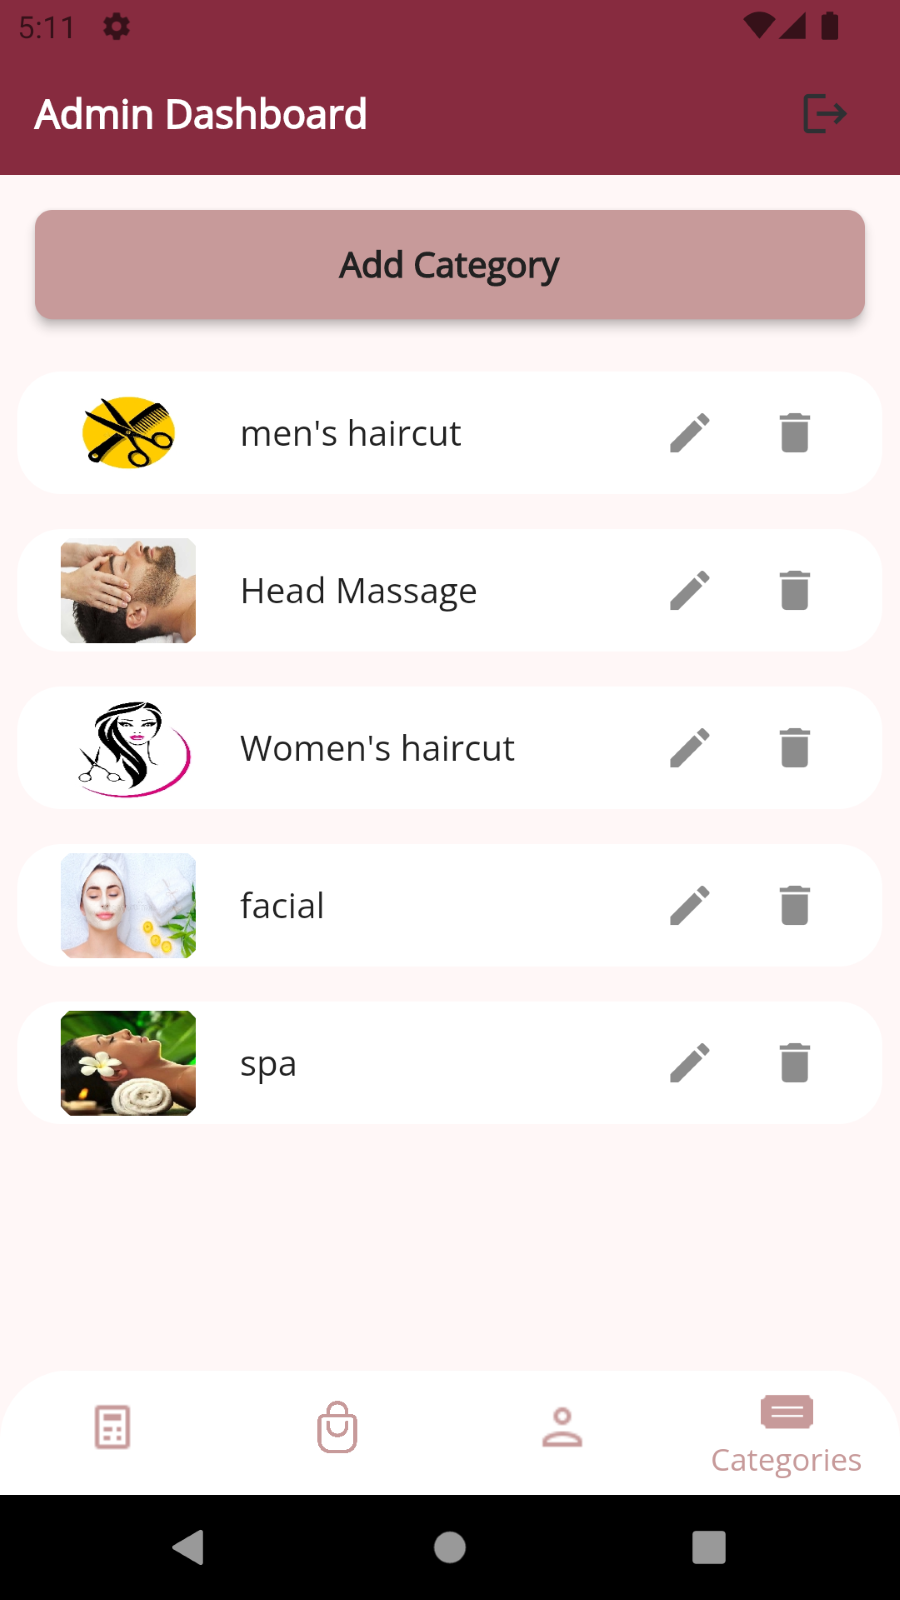 5:11
Admin Dashboard
Add Category
men's haircut
Head Massage
Women's haircut
facial
spa
Categories